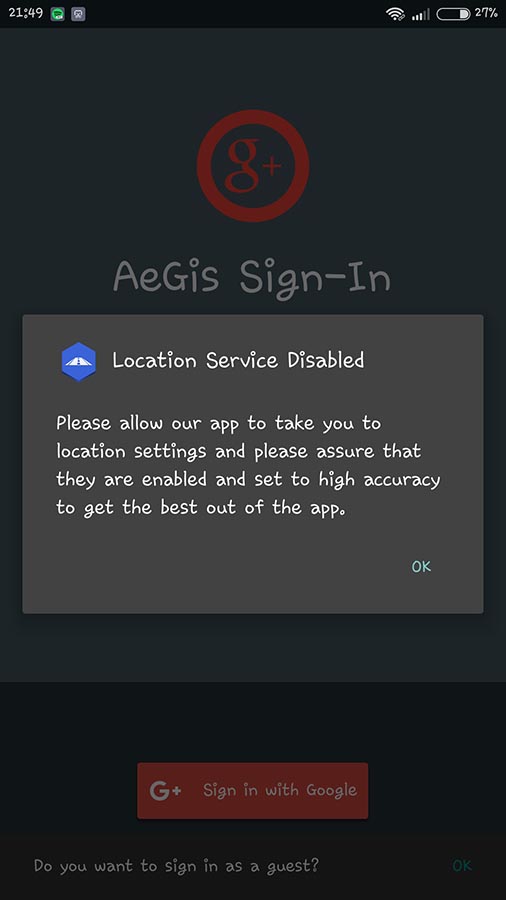 21:49 27%
g+
AeGis Sign-In
Location Service Disabled
Please allow our app to take you to
location settings and please assure that
they are enabled and set to high accuracy
to get the best out of the app.
OK
G+ Sign in with Google
Do you want to sign in as a guest? OK